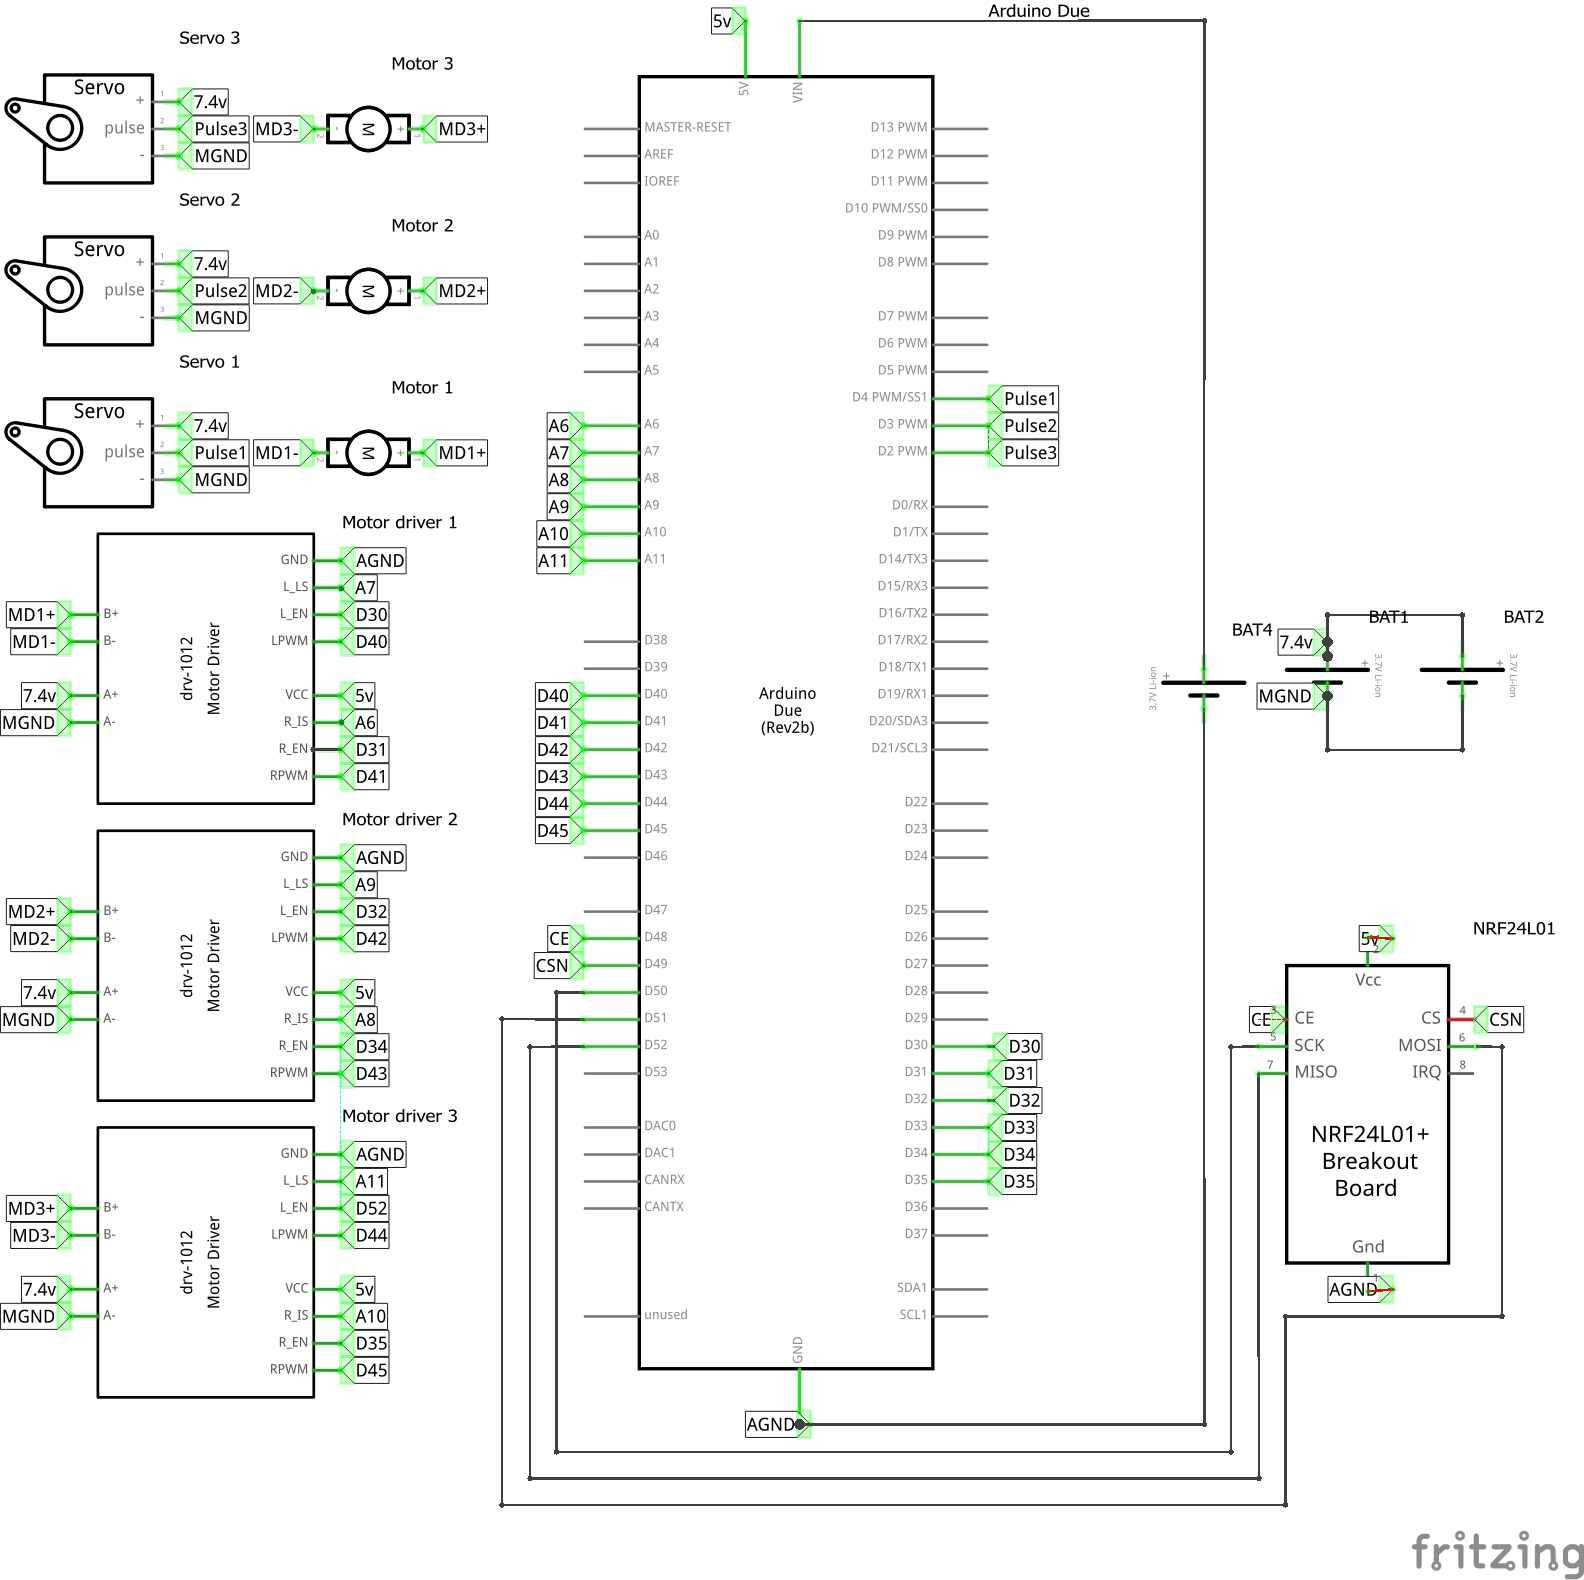 5v
Arduino Due
Servo 3
Motor 3
Servo
+
pulse
-
1
2
3
7.4v
Pulse3
MGND
MD3-
2
-
M
+
1
MD3+
Servo 2
Motor 2
Servo
+
pulse
-
1
2
3
7.4v
Pulse2
MGND
MD2-
2
-
M
+
1
MD2+
Servo 1
Motor 1
Servo
+
pulse
-
1
2
3
7.4v
Pulse1
MGND
MD1-
2
-
M
+
1
MD1+
Motor driver 1
MD1+
MD1-
7.4v
MGND
B+
B-
A+
A-
drv-1012
Motor Driver
GND AGND
L_LS A7
L_EN D30
LPWM D40
VCC 5v
R_IS A6
R_EN D31
RPWM D41
Motor driver 2
MD2+
MD2-
7.4v
MGND
B+
B-
A+
A-
drv-1012
Motor Driver
GND AGND
L_LS A9
L_EN D32
LPWM D42
VCC 5v
R_IS A8
R_EN D34
RPWM D43
Motor driver 3
MD3+
MD3-
7.4v
MGND
B+
B-
A+
A-
drv-1012
Motor Driver
GND AGND
L_LS A11
L_EN D52
LPWM D44
VCC 5v
R_IS A10
R_EN D35
RPWM D45
5V
VIN
MASTER-RESET
AREF
IOREF
A0
A1
A2
A3
A4
A5
A6 A6
A7 A7
A8 A8
A9 A9
A10 A10
A11 A11
D38
D39
D40 D40
D41 D41
D42 D42
D43 D43
D44 D44
D45 D45
D46
D47
CE D48
CSN D49
D50
D51
D52
D53
DAC0
DAC1
CANRX
CANTX
unused
Arduino
Due
(Rev2b)
D13 PWM
D12 PWM
D11 PWM
D10 PWM/SS0
D9 PWM
D8 PWM
D7 PWM
D6 PWM
D5 PWM
D4 PWM/SS1 Pulse1
D3 PWM Pulse2
D2 PWM Pulse3
D0/RX
D1/TX
D14/TX3
D15/RX3
D16/TX2
D17/RX2
D18/TX1
D19/RX1
D20/SDA3
D21/SCL3
D22
D23
D24
D25
D26
D27
D28
D29
D30 D30
D31 D31
D32 D32
D33 D33
D34 D34
D35 D35
D36
D37
SDA1
SCL1
GND
AGND
BAT4
+
3.7V Li-ion
BAT1
7.4v
MGND
+
3.7V Li-ion
BAT2
+
3.7V Li-ion
NRF24L01
5v
2
Vcc
CE
3
CE
5
SCK
7
MISO
CS
4
CSN
MOSI
6
IRQ
8
NRF24L01+
Breakout
Board
Gnd
1
AGND
fritzing